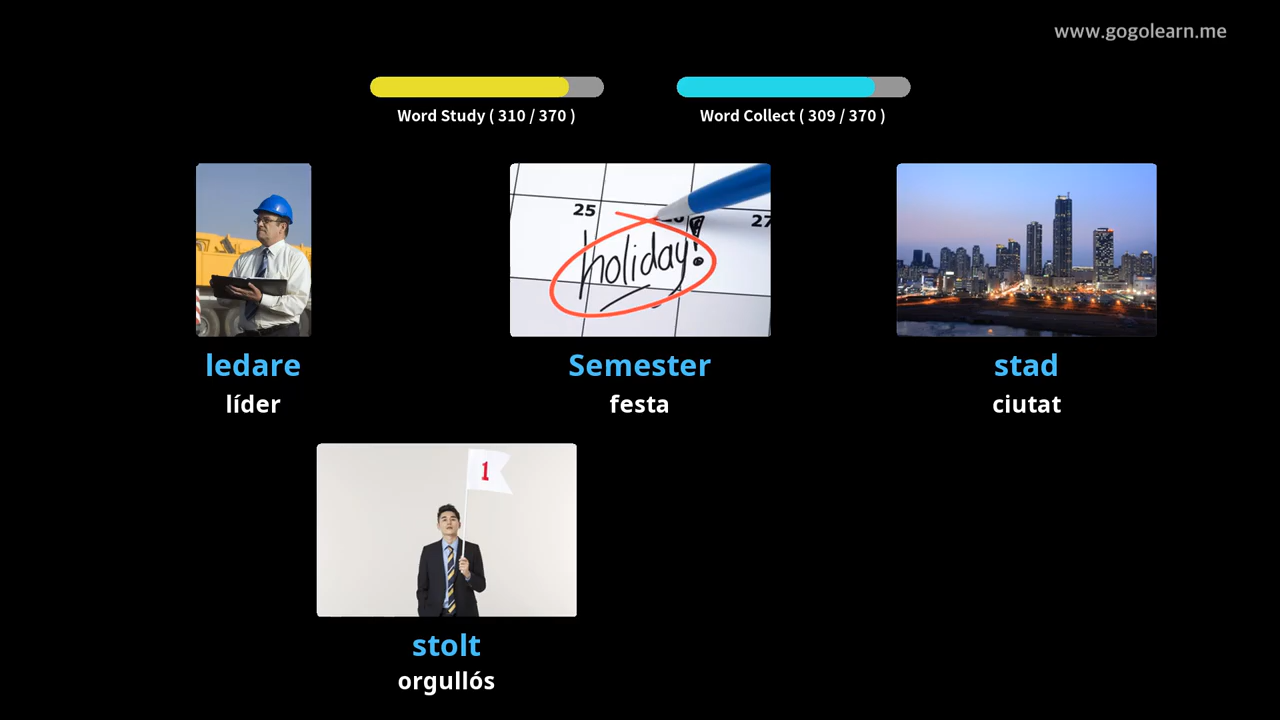 www.gogolearn.me
Word Study ( 310 / 370 )
Word Collect ( 309 / 370 )
25
27
holiday!
ledare
Semester
stad
líder
festa
ciutat
1
stolt
orgullós